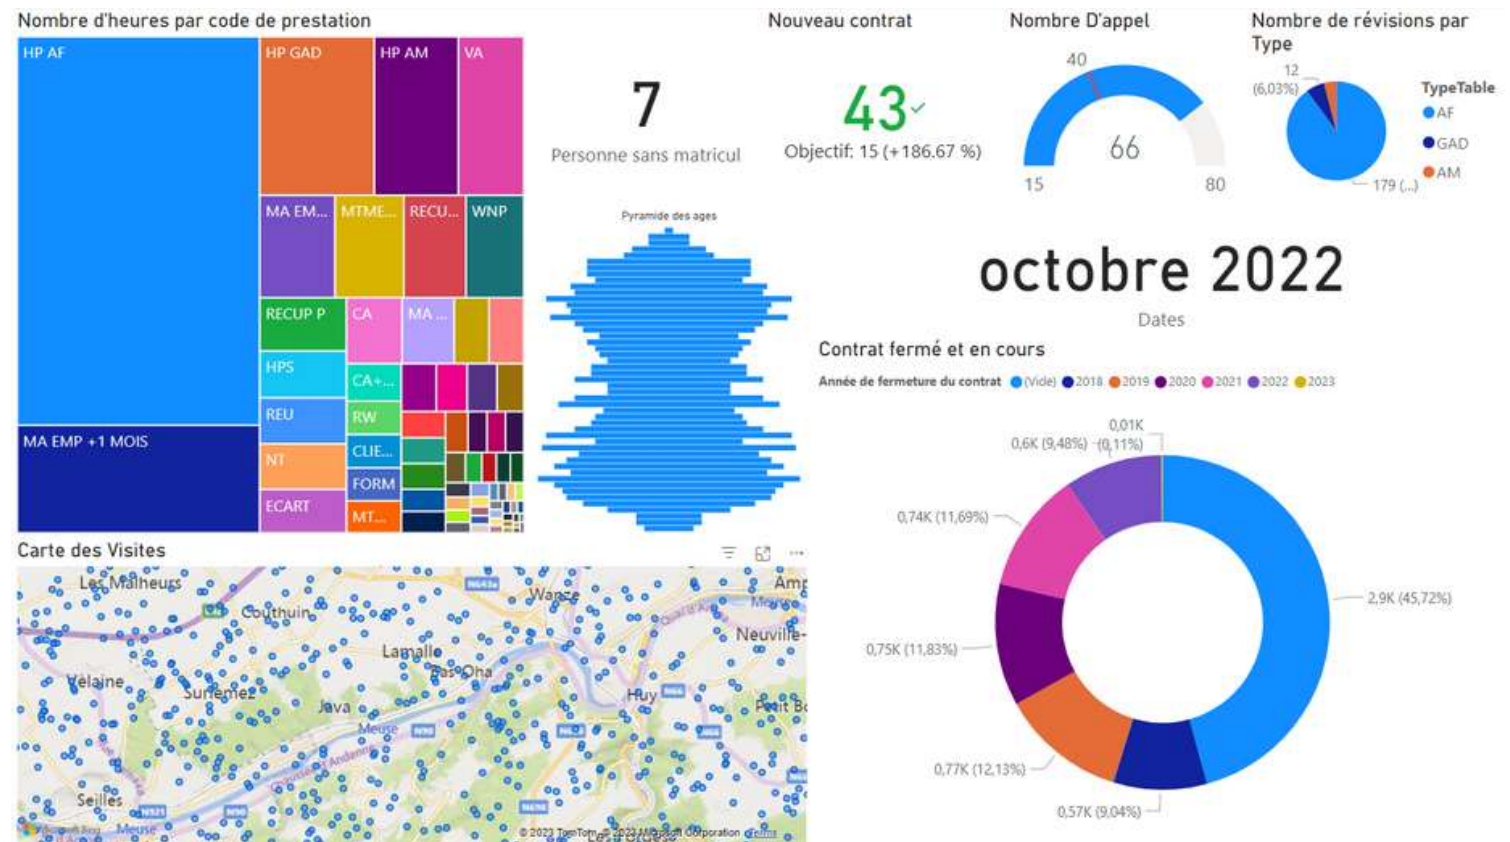 Nombre d'heures par code de prestation
HP AF
HP GAD
HP AM
VA
MA EM...
MTME...
RECU...
WNP
RECUP P
CA
MA ...
HPS
CA+...
REU
RW
CLIE...
NT
FORM
ECART
MT...
MA EMP +1 MOIS
7
Personne sans matricul
Nouveau contrat
43
Objectif: 15 (+186.67 %)
Nombre D'appel
40
66
15
80
Nombre de révisions par
Type
12
(6,03%)
179 (...)
TypeTable
AF
GAD
AM
Pyramide des ages
octobre 2022
Dates
Contrat fermé et en cours
Année de fermeture du contrat (Vide) 2018 2019 2020 2021 2022 2023
0,01K
(0,11%)
0,6K (9,48%)
0,74K (11,69%)
2,9K (45,72%)
0,75K (11,83%)
0,77K (12,13%)
0,57K (9,04%)
Carte des Visites
Les Malheurs
N643a
Wanze
Couthuin
Neuville-
Lamalle
Bas-Oha
Velaine
Surlemez
Java
Huy
Meuse
N90
Seilles
N921
N90
N698
Meuse
© 2023 TomTom, © 2023 Microsoft Corporation Terms